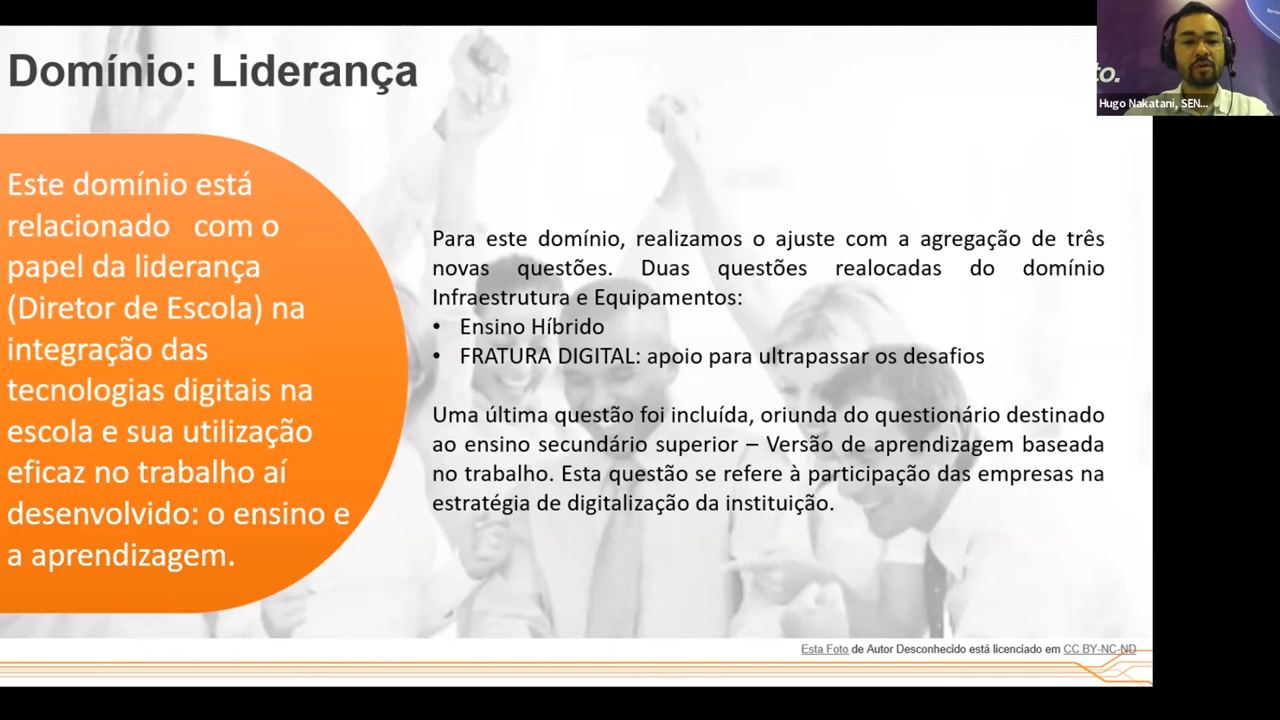 Domínio: Liderança
Este domínio está
relacionado com o
papel da liderança
(Diretor de Escola) na
integração das
tecnologias digitais na
escola e sua utilização
eficaz no trabalho aí
desenvolvido: o ensino e
a aprendizagem.
Para este domínio, realizamos o ajuste com a agregação de três
novas questões. Duas questões realocadas do domínio
Infraestrutura e Equipamentos:
• Ensino Híbrido
• FRATURA DIGITAL: apoio para ultrapassar os desafios
Uma última questão foi incluída, oriunda do questionário destinado
ao ensino secundário superior – Versão de aprendizagem baseada
no trabalho. Esta questão se refere à participação das empresas na
estratégia de digitalização da instituição.
Esta Foto de Autor Desconhecido está licenciado em CC BY-NC-ND
to.
Hugo Nakatani, SEN...